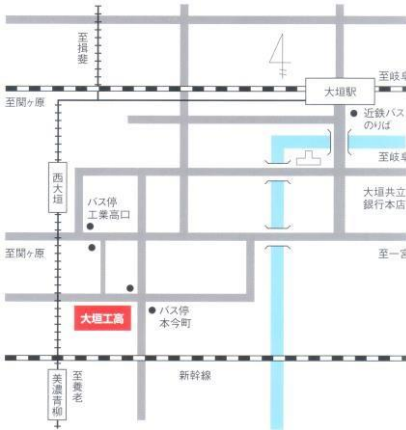 至揖斐
至関ヶ原
大垣駅
至岐阜
近鉄バス
のりば
至岐阜
西大垣
バス停
工業高口
大垣共立
銀行本店
至関ヶ原
至一宮
大垣工高
バス停
本今町
美濃青柳
至養老
新幹線